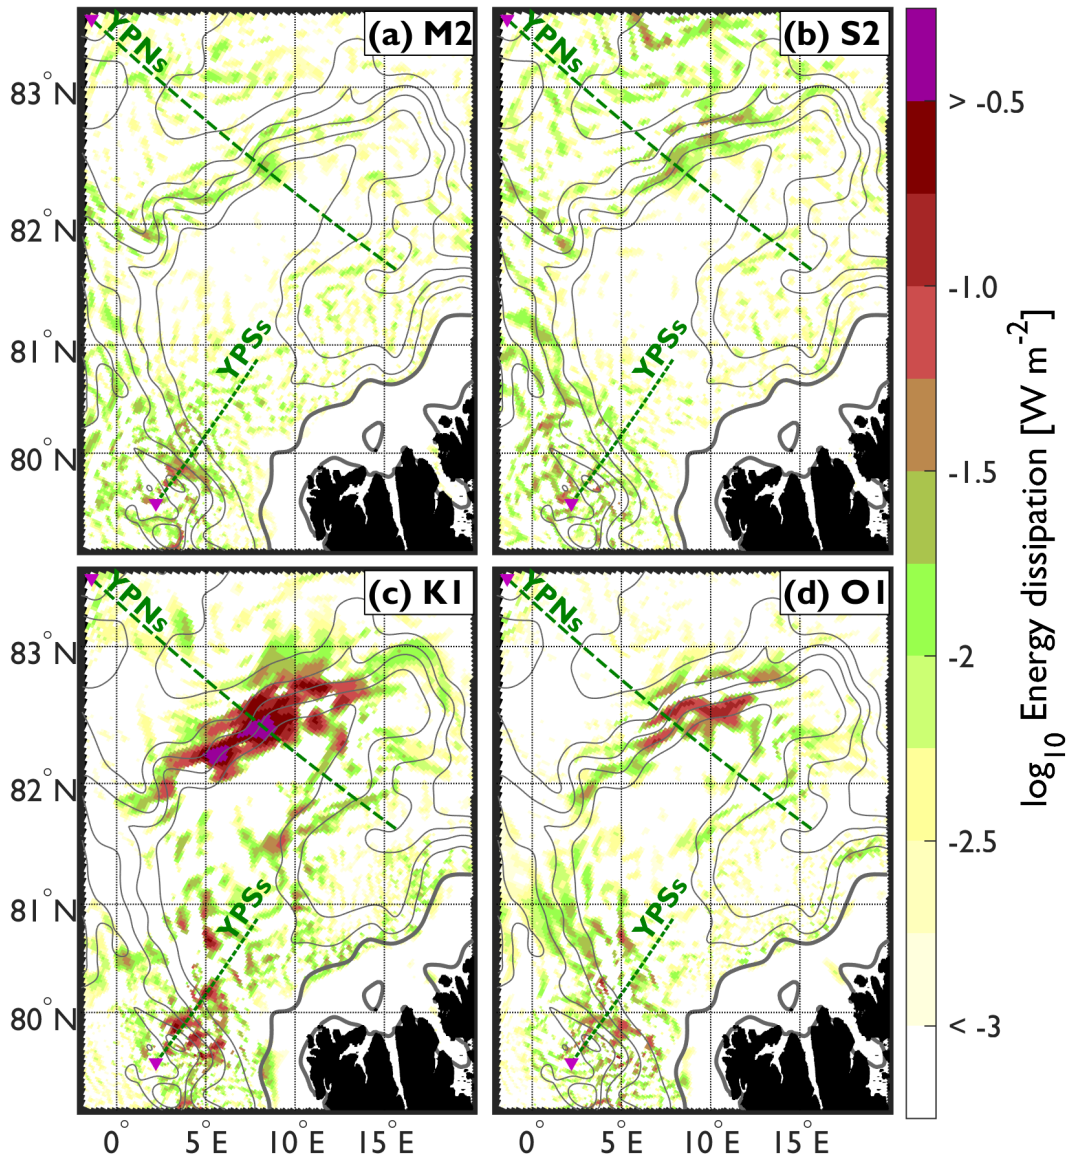 YPNs
(a) M2
YPNs
(b) S2
> -0.5
83°N
82°N
81°N
80°N
YPSs
YPSs
-1.0
-1.5
-2
-2.5
< -3
log10 Energy dissipation [W m-2]
YPNs
(c) K1
YPNs
(d) O1
83°N
82°N
81°N
80°N
YPSs
YPSs
0° 5°E 10°E 15°E
0° 5°E 10°E 15°E